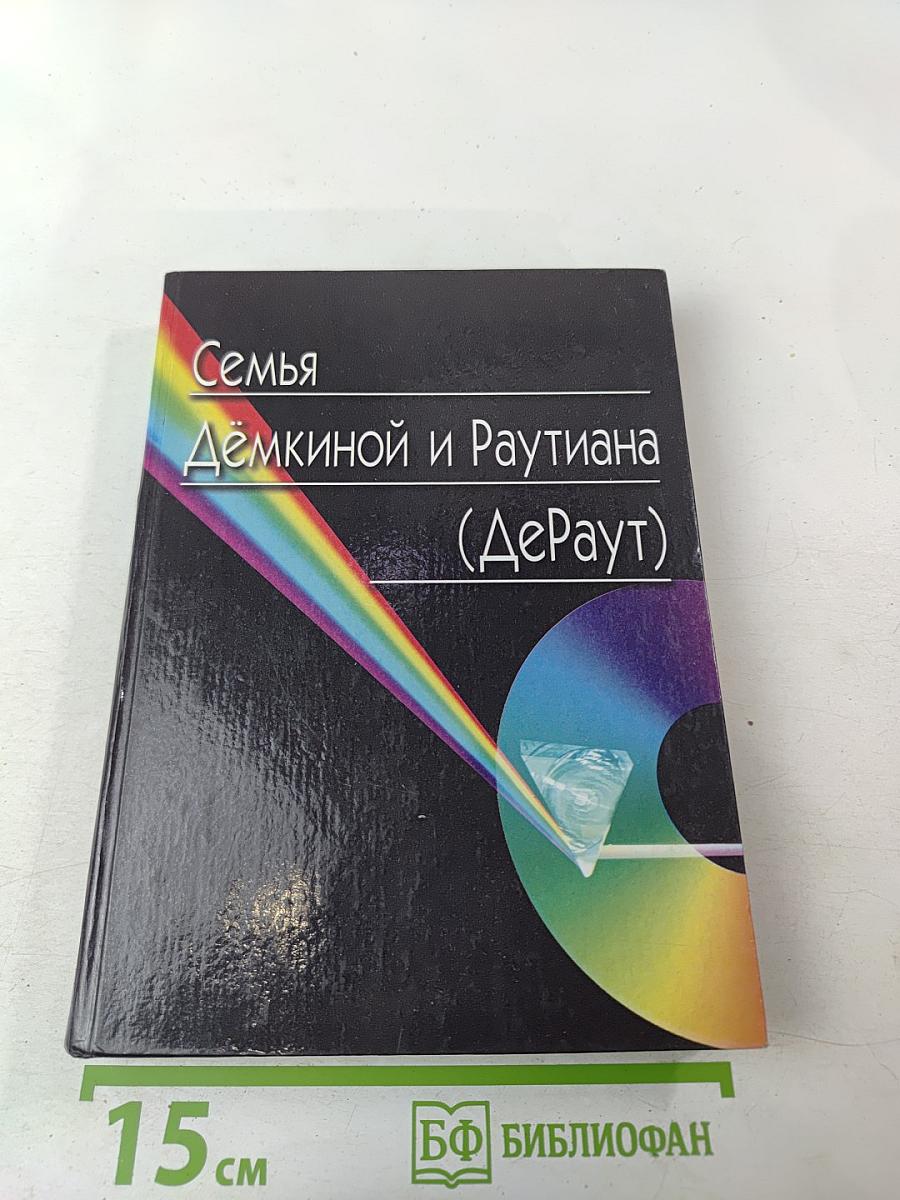 Семья
Дёмкиной и Раутиана
(ДеРаут)
15 см
БФ БИБЛИОФАН